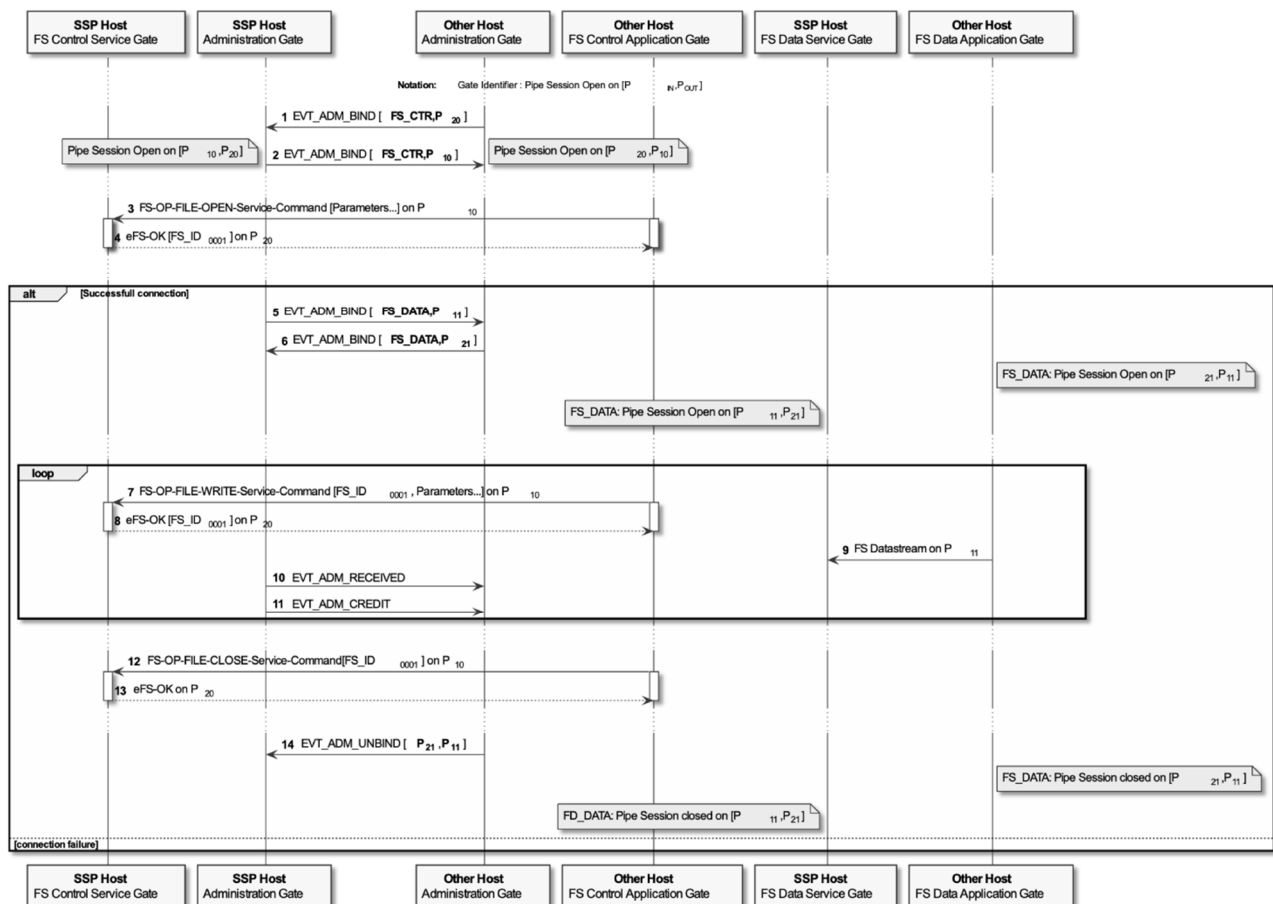 SSP Host
FS Control Service Gate
SSP Host
Administration Gate
Other Host
Administration Gate
Other Host
FS Control Application Gate
SSP Host
FS Data Service Gate
Other Host
FS Data Application Gate
Notation: Gate Identifier : Pipe Session Open on [P IN,POUT]
1 EVT_ADM_BIND [ FS_CTR,P 20 ]
Pipe Session Open on [P 10 ,P20]
2 EVT_ADM_BIND [ FS_CTR,P 10 ]
Pipe Session Open on [P 20 ,P10]
3 FS-OP-FILE-OPEN-Service-Command [Parameters...] on P 10
4 eFS-OK [FS_ID 0001 ] on P 20
alt [Successfull connection]
5 EVT_ADM_BIND [ FS_DATA,P 11 ]
6 EVT_ADM_BIND [ FS_DATA,P 21 ]
FS_DATA: Pipe Session Open on [P 21 ,P11 ]
FS_DATA: Pipe Session Open on [P 11 ,P21]
loop
7 FS-OP-FILE-WRITE-Service-Command [FS_ID 0001 , Parameters...] on P 10
8 eFS-OK [FS_ID 0001 ] on P 20
9 FS Datastream on P 11
10 EVT_ADM_RECEIVED
11 EVT_ADM_CREDIT
12 FS-OP-FILE-CLOSE-Service-Command[FS_ID 0001 ] on P 10
13 eFS-OK on P 20
14 EVT_ADM_UNBIND [ P21 ,P11 ]
FS_DATA: Pipe Session closed on [P 21 ,P11 ]
FD_DATA: Pipe Session closed on [P 11 ,P21]
[connection failure]
SSP Host
FS Control Service Gate
SSP Host
Administration Gate
Other Host
Administration Gate
Other Host
FS Control Application Gate
SSP Host
FS Data Service Gate
Other Host
FS Data Application Gate